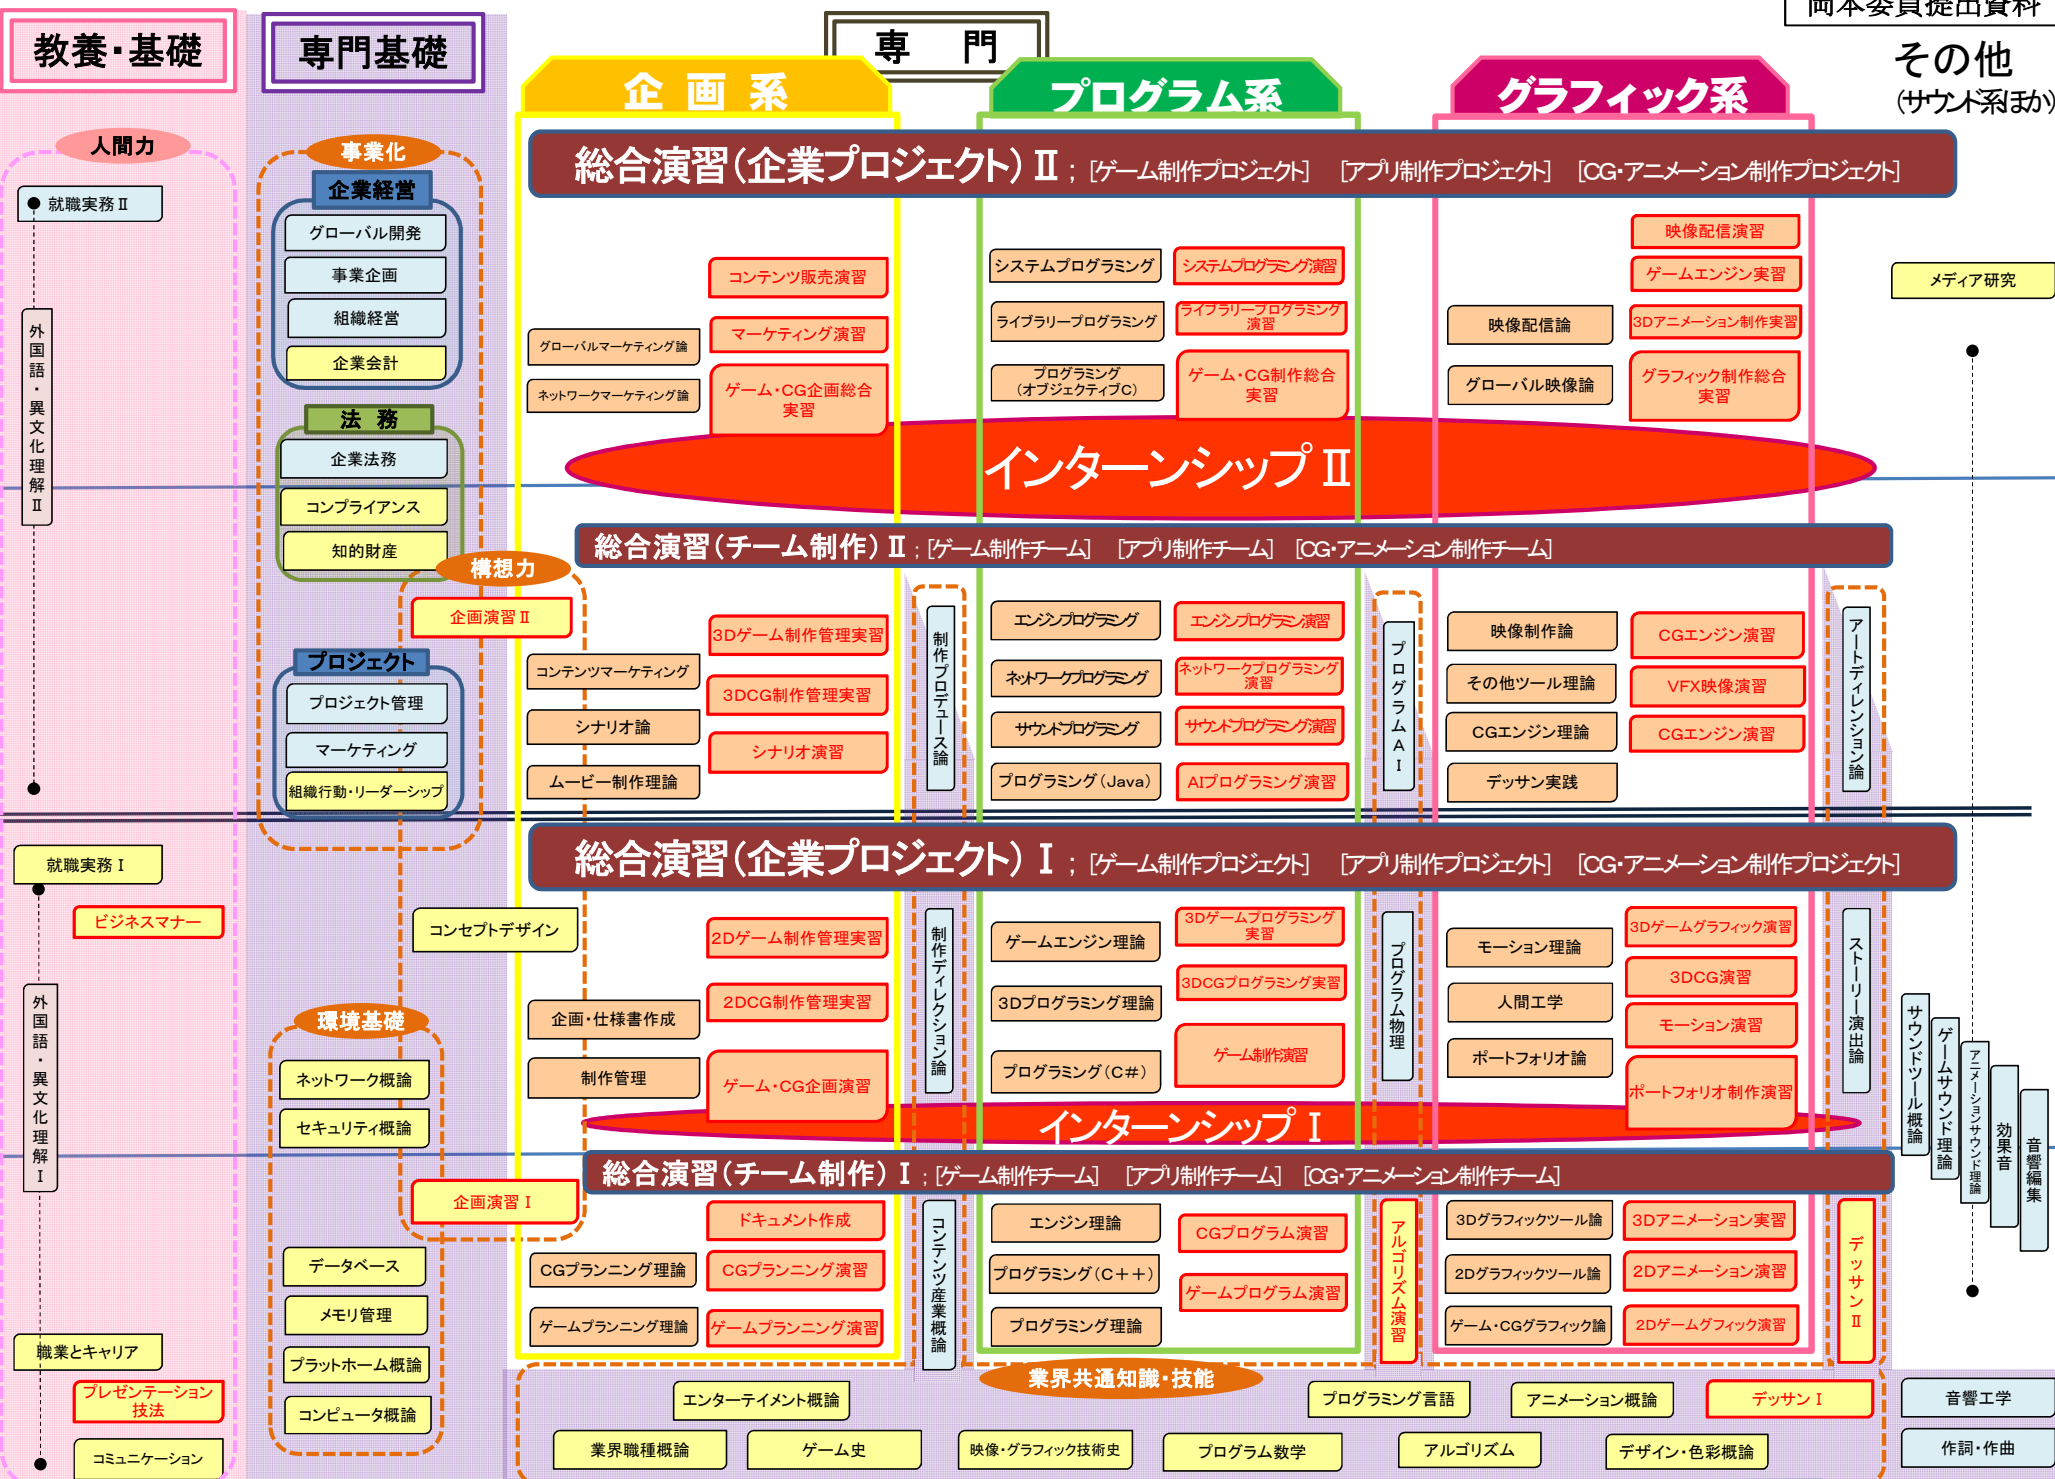 岡本委員提出資料
教養・基礎
専門基礎
専　門
その他
(サウンド系ほか)
企 画 系
プログラム系
グラフィック系
人間力
就職実務Ⅱ
外国語・異文化理解Ⅱ
事業化
企業経営
グローバル開発
事業企画
組織経営
企業会計
法 務
企業法務
コンプライアンス
知的財産
構想力
企画演習Ⅱ
プロジェクト
プロジェクト管理
マーケティング
組織行動・リーダーシップ
総合演習(企業プロジェクト)Ⅱ ; [ゲーム制作プロジェクト] [アプリ制作プロジェクト] [CG・アニメーション制作プロジェクト]
コンテンツ販売演習
グローバルマーケティング論
マーケティング演習
ネットワークマーケティング論
ゲーム・CG企画総合
実習
システムプログラミング
システムプログラミング演習
ライブラリープログラミング
ライブラリープログラミング
演習
プログラミング
(オブジェクティブC)
ゲーム・CG制作総合
実習
映像配信演習
ゲームエンジン実習
映像配信論
3Dアニメーション制作実習
グローバル映像論
グラフィック制作総合
実習
メディア研究
インターンシップⅡ
総合演習(チーム制作)Ⅱ ; [ゲーム制作チーム] [アプリ制作チーム] [CG・アニメーション制作チーム]
3Dゲーム制作管理実習
コンテンツマーケティング
3DCG制作管理実習
シナリオ論
シナリオ演習
ムービー制作理論
制作プロデュース論
エンジンプログラミング
エンジンプログラミン演習
ネットワークプログラミング
ネットワークプログラミング
演習
サウンドプログラミング
サウンドプログラミング演習
プログラミング(Java)
AIプログラミング演習
プログラムAI
映像制作論
CGエンジン演習
その他ツール理論
VFX映像演習
CGエンジン理論
CGエンジン演習
デッサン実践
アートディレンション論
就職実務Ⅰ
ビジネスマナー
外国語・異文化理解Ⅰ
職業とキャリア
プレゼンテーション
技法
コミュニケーション
コンセプトデザイン
環境基礎
ネットワーク概論
セキュリティ概論
企画演習Ⅰ
データベース
メモリ管理
プラットホーム概論
コンピュータ概論
総合演習(企業プロジェクト)Ⅰ ; [ゲーム制作プロジェクト] [アプリ制作プロジェクト] [CG・アニメーション制作プロジェクト]
2Dゲーム制作管理実習
企画・仕様書作成
2DCG制作管理実習
制作管理
ゲーム・CG企画演習
制作ディレクション論
ゲームエンジン理論
3Dゲームプログラミング
実習
3Dプログラミング理論
3DCGプログラミング実習
プログラミング(C#)
ゲーム制作演習
プログラム物理
モーション理論
3Dゲームグラフィック演習
人間工学
3DCG演習
モーション演習
ポートフォリオ論
ポートフォリオ制作演習
ストーリー演出論
サウンドツール概論
ゲームサウンド理論
アニメーションサウンド理論
効果音
音響編集
インターンシップⅠ
総合演習(チーム制作)Ⅰ ; [ゲーム制作チーム] [アプリ制作チーム] [CG・アニメーション制作チーム]
ドキュメント作成
CGプランニング理論
CGプランニング演習
ゲームプランニング理論
ゲームプランニング演習
コンテンツ産業概論
エンジン理論
CGプログラム演習
プログラミング(C++)
ゲームプログラム演習
プログラミング理論
アルゴリズム演習
3Dグラフィックツール論
3Dアニメーション実習
2Dグラフィックツール論
2Dアニメーション演習
ゲーム・CGグラフィック論
2Dゲームグフィック演習
デッサンⅡ
業界共通知識・技能
エンターテイメント概論
プログラミング言語
アニメーション概論
デッサンⅠ
音響工学
業界職種概論
ゲーム史
映像・グラフィック技術史
プログラム数学
アルゴリズム
デザイン・色彩概論
作詞・作曲